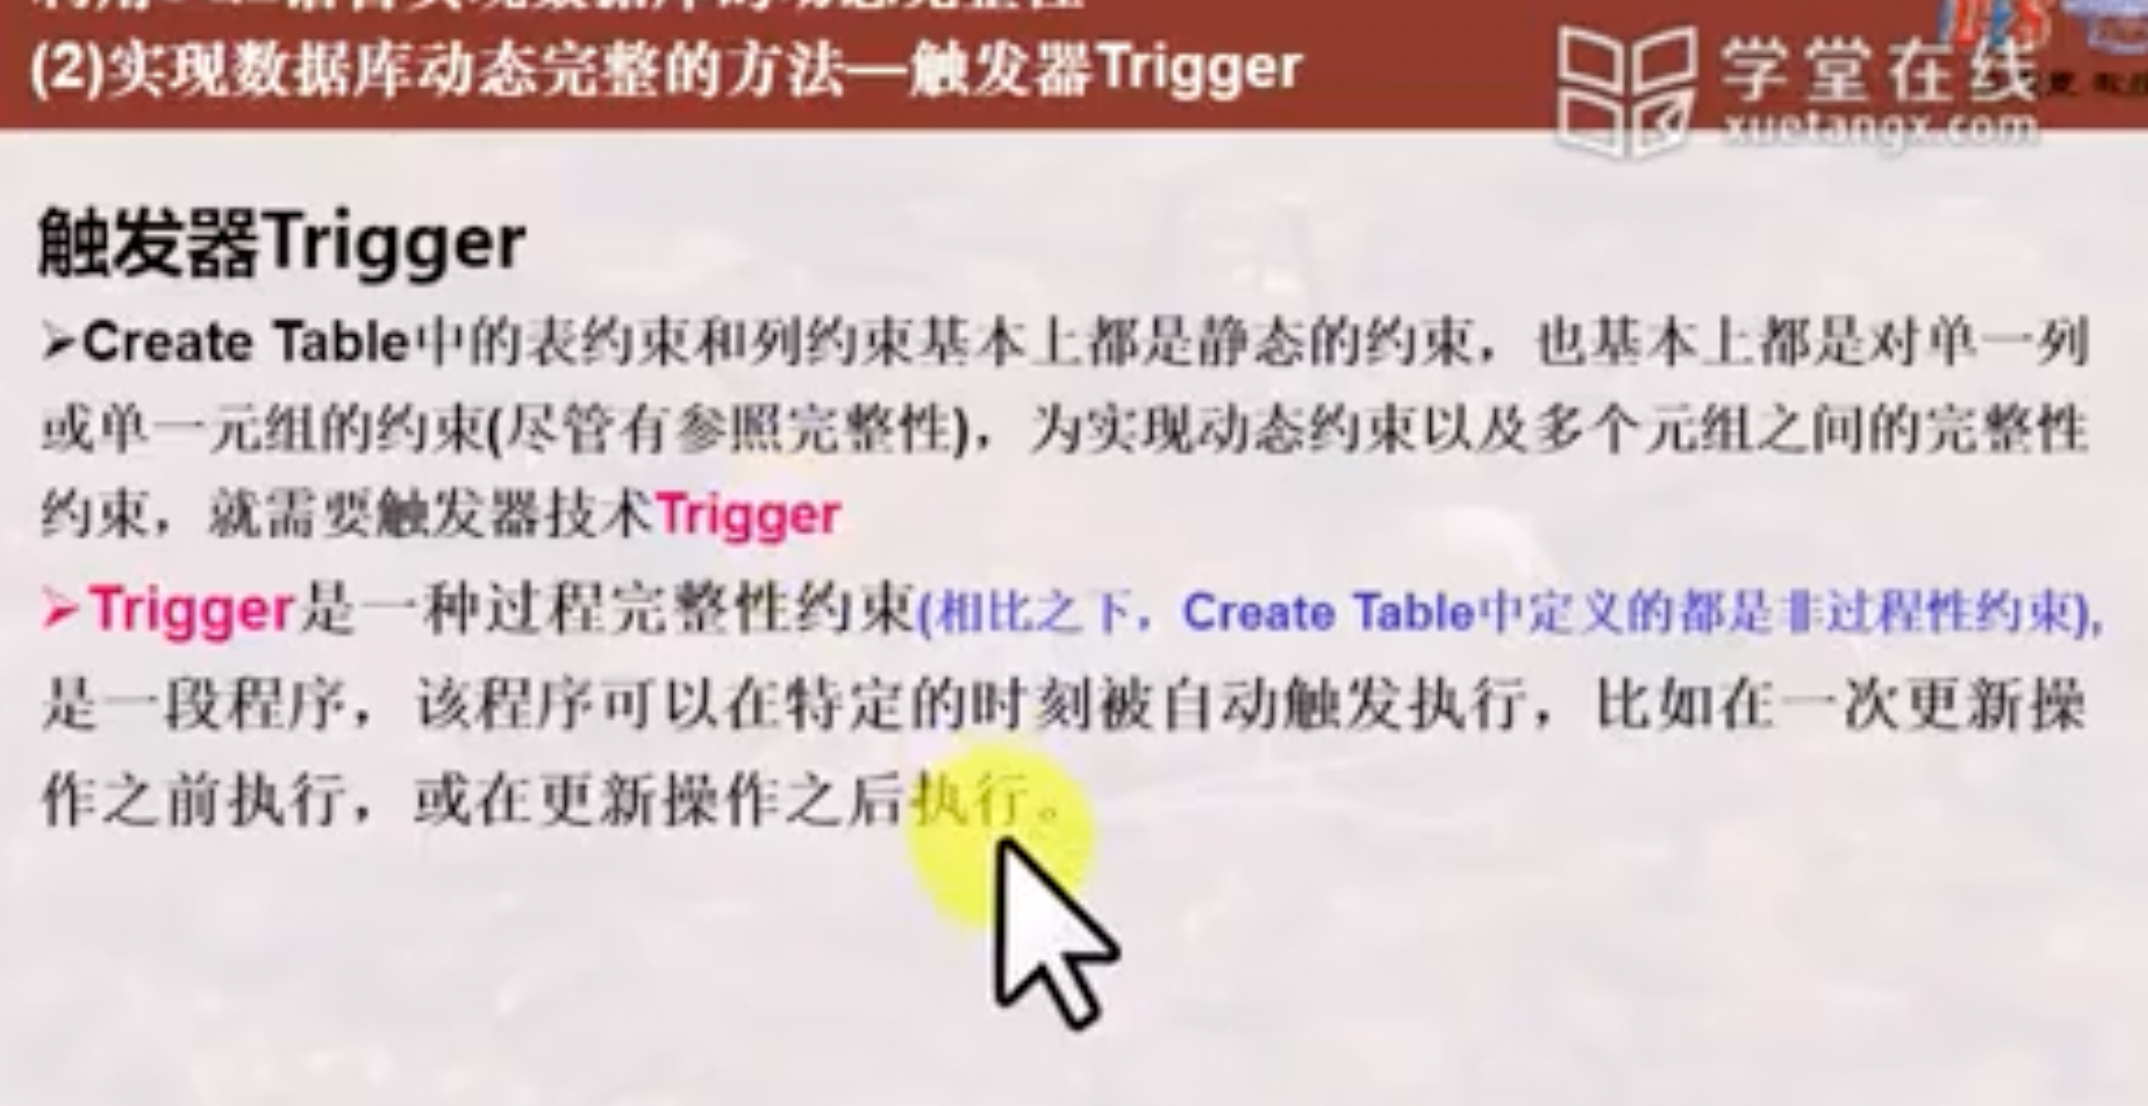 (2)实现数据库动态完整的方法—触发器Trigger
学堂在线
xuetangx.com
触发器Trigger
➢Create Table中的表约束和列约束基本上都是静态的约束，也基本上都是对单一列
或单一元组的约束(尽管有参照完整性)，为实现动态约束以及多个元组之间的完整性
约束，就需要触发器技术Trigger
➢Trigger是一种过程完整性约束(相比之下，Create Table中定义的都是非过程性约束),
是一段程序，该程序可以在特定的时刻被自动触发执行，比如在一次更新操
作之前执行，或在更新操作之后执行。